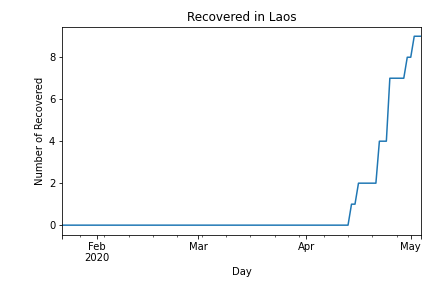 Recovered in Laos
Number of Recovered
8
6
4
2
0
Feb
2020
Mar
Apr
May
Day